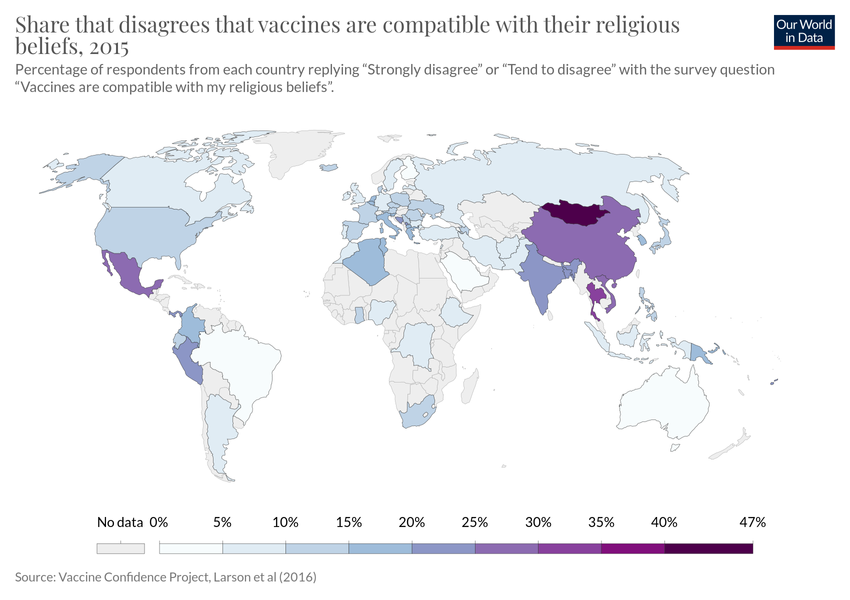 Share that disagrees that vaccines are compatible with their religious
beliefs, 2015
Our World
in Data
Percentage of respondents from each country replying “Strongly disagree” or “Tend to disagree” with the survey question
“Vaccines are compatible with my religious beliefs”.
No data 0% 5% 10% 15% 20% 25% 30% 35% 40% 47%
Source: Vaccine Confidence Project, Larson et al (2016)